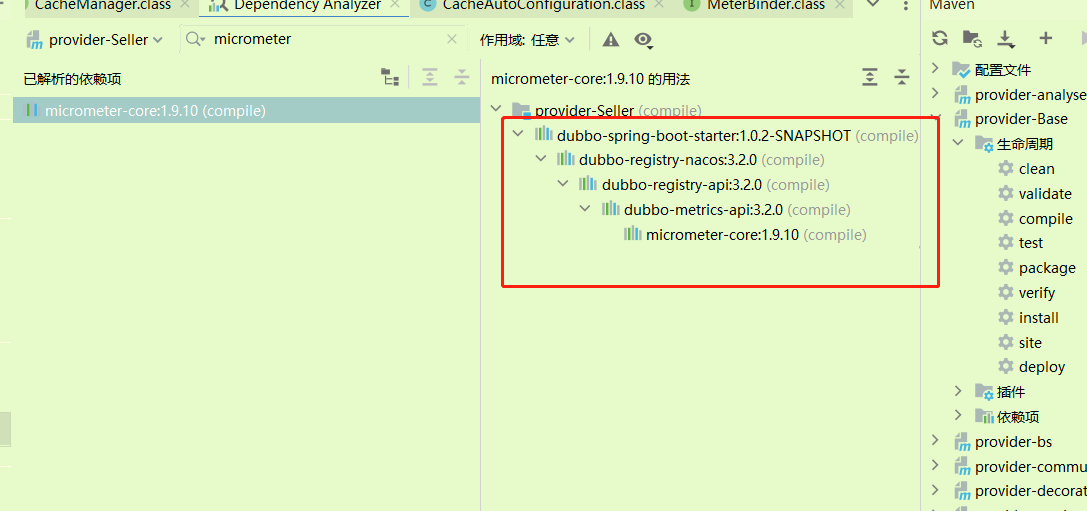 CacheManager.class
Dependency Analyzer
CacheAutoConfiguration.class
MeterBinder.class
Maven
provider-Seller
micrometer
作用域: 任意
已解析的依赖项
micrometer-core:1.9.10 (compile)
micrometer-core:1.9.10 的用法
provider-Seller (compile)
dubbo-spring-boot-starter:1.0.2-SNAPSHOT (compile)
dubbo-registry-nacos:3.2.0 (compile)
dubbo-registry-api:3.2.0 (compile)
dubbo-metrics-api:3.2.0 (compile)
micrometer-core:1.9.10 (compile)
配置文件
provider-analyse
provider-Base
生命周期
clean
validate
compile
test
package
verify
install
site
deploy
插件
依赖项
provider-bs
provider-commu
provider-decorat